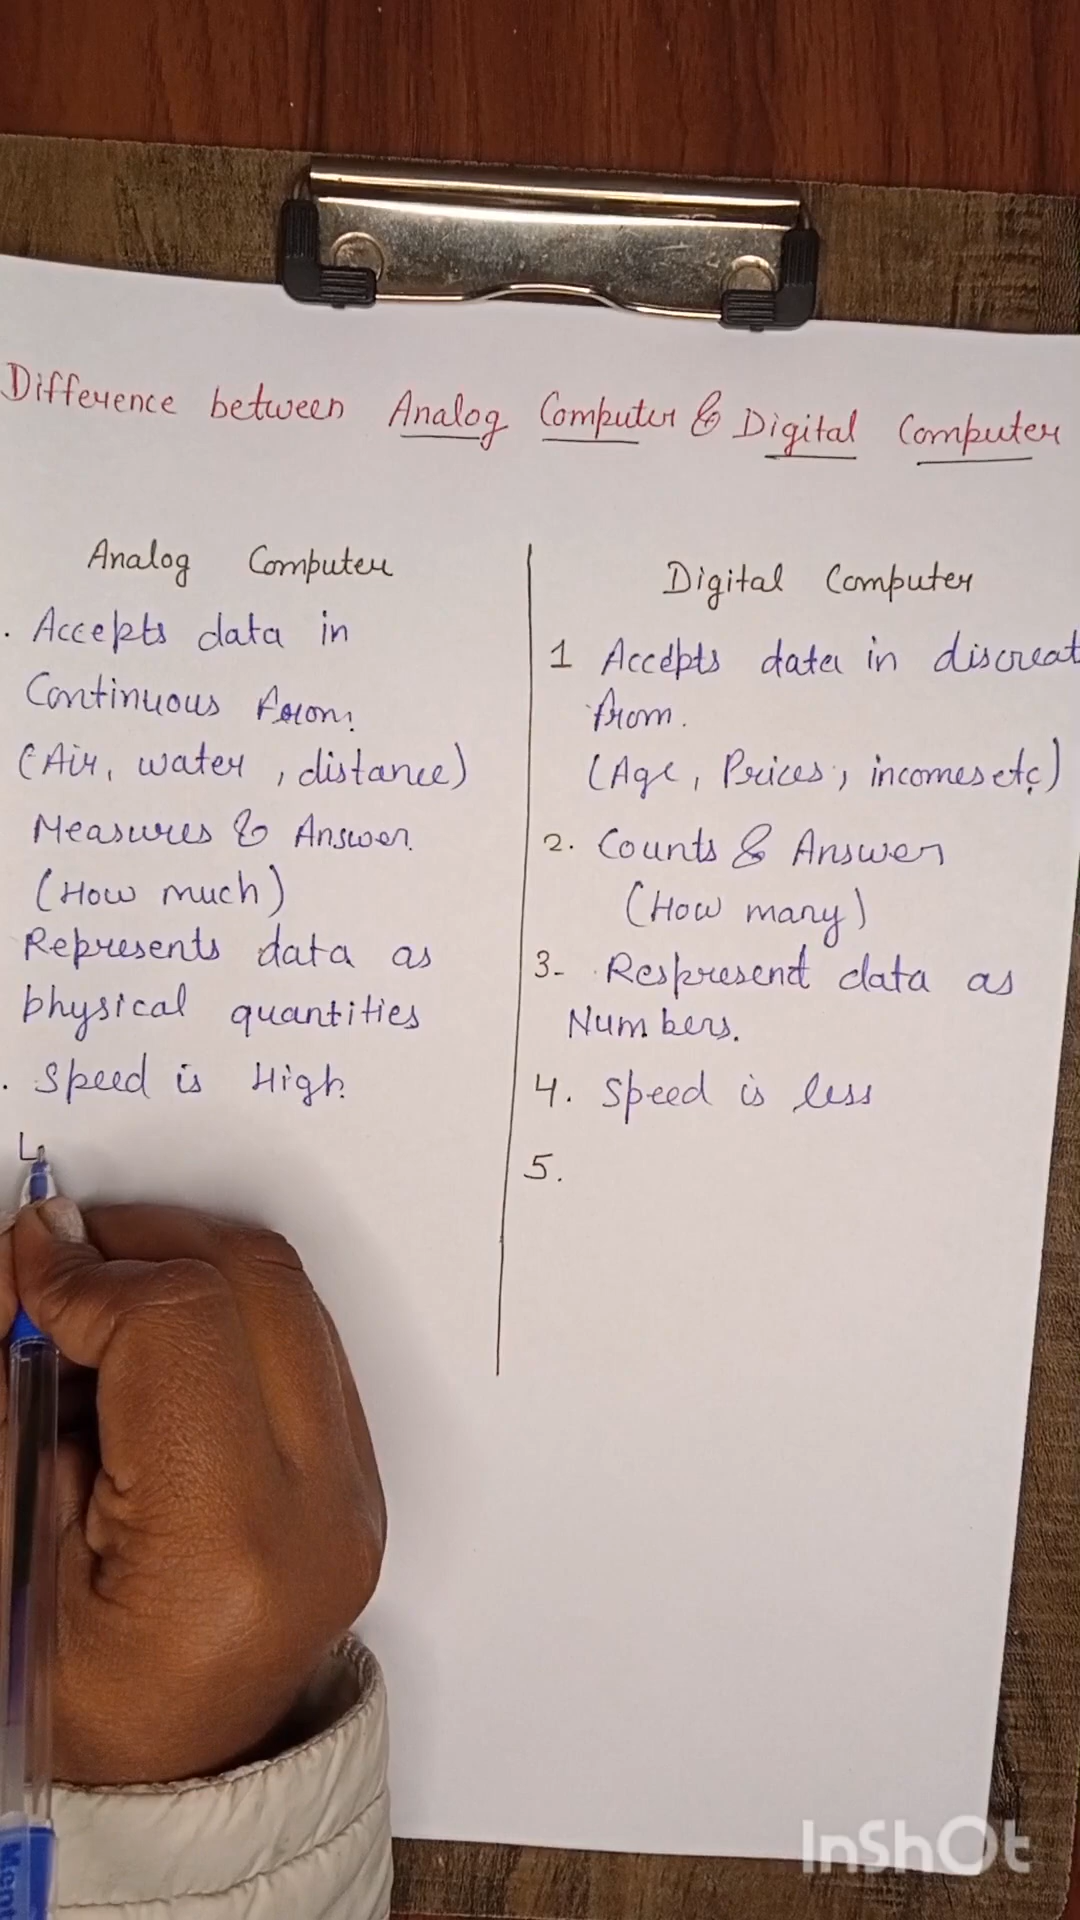 Difference between Analog Computer & Digital Computer
Analog Computer
. Accepts data in
Continuous form.
(Air, water, distance)
Measures & Answer.
(How much)
Represents data as
physical quantities
. Speed is High.
L
Digital Computer
1 Accepts data in discreat
from.
(Age, Prices, incomes etc)
2. Counts & Answer
(How many)
3- Respresend data as
Numbers.
4. Speed is less
5.
InShOt